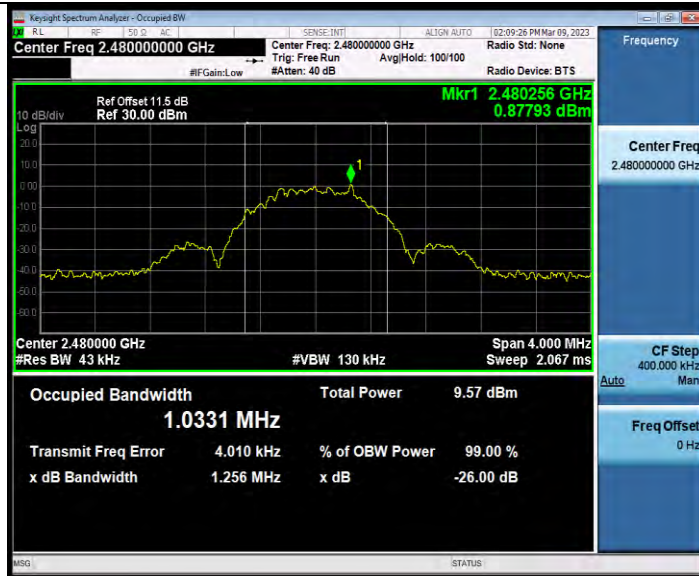 Keysight Spectrum Analyzer - Occupied BW
RL RF 50 Ω AC SENSE:INT ALIGN AUTO 02:09:26 PM Mar 09, 2023
Center Freq 2.480000000 GHz
Center Freq: 2.480000000 GHz Radio Std: None
Trig: Free Run Avg|Hold: 100/100
#IFGain:Low #Atten: 40 dB Radio Device: BTS
Frequency
Ref Offset 11.5 dB Mkr1 2.480256 GHz
10 dB/div Ref 30.00 dBm 0.87793 dBm
Log
20.0
10.0
0.00
-10.0
-20.0
-30.0
-40.0
-50.0
-60.0
1
Center Freq
2.480000000 GHz
Center 2.480000 GHz Span 4.000 MHz
#Res BW 43 kHz #VBW 130 kHz Sweep 2.067 ms
CF Step
400.000 kHz
Auto Man
Occupied Bandwidth Total Power 9.57 dBm
1.0331 MHz
Transmit Freq Error 4.010 kHz % of OBW Power 99.00 %
x dB Bandwidth 1.256 MHz x dB -26.00 dB
Freq Offset
0 Hz
MSG STATUS